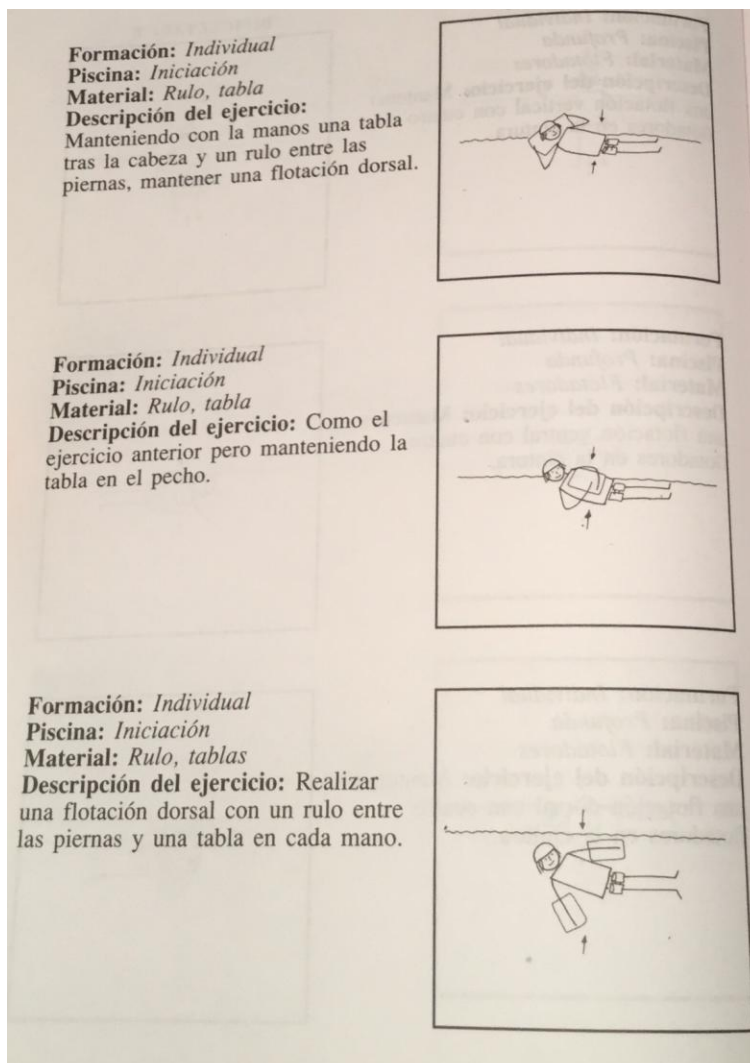 Formación: Individual
Piscina: Iniciación
Material: Rulo, tabla
Descripción del ejercicio:
Manteniendo con la manos una tabla
tras la cabeza y un rulo entre las
piernas, mantener una flotación dorsal.
Formación: Individual
Piscina: Iniciación
Material: Rulo, tabla
Descripción del ejercicio: Como el
ejercicio anterior pero manteniendo la
tabla en el pecho.
Formación: Individual
Piscina: Iniciación
Material: Rulo, tablas
Descripción del ejercicio: Realizar
una flotación dorsal con un rulo entre
las piernas y una tabla en cada mano.